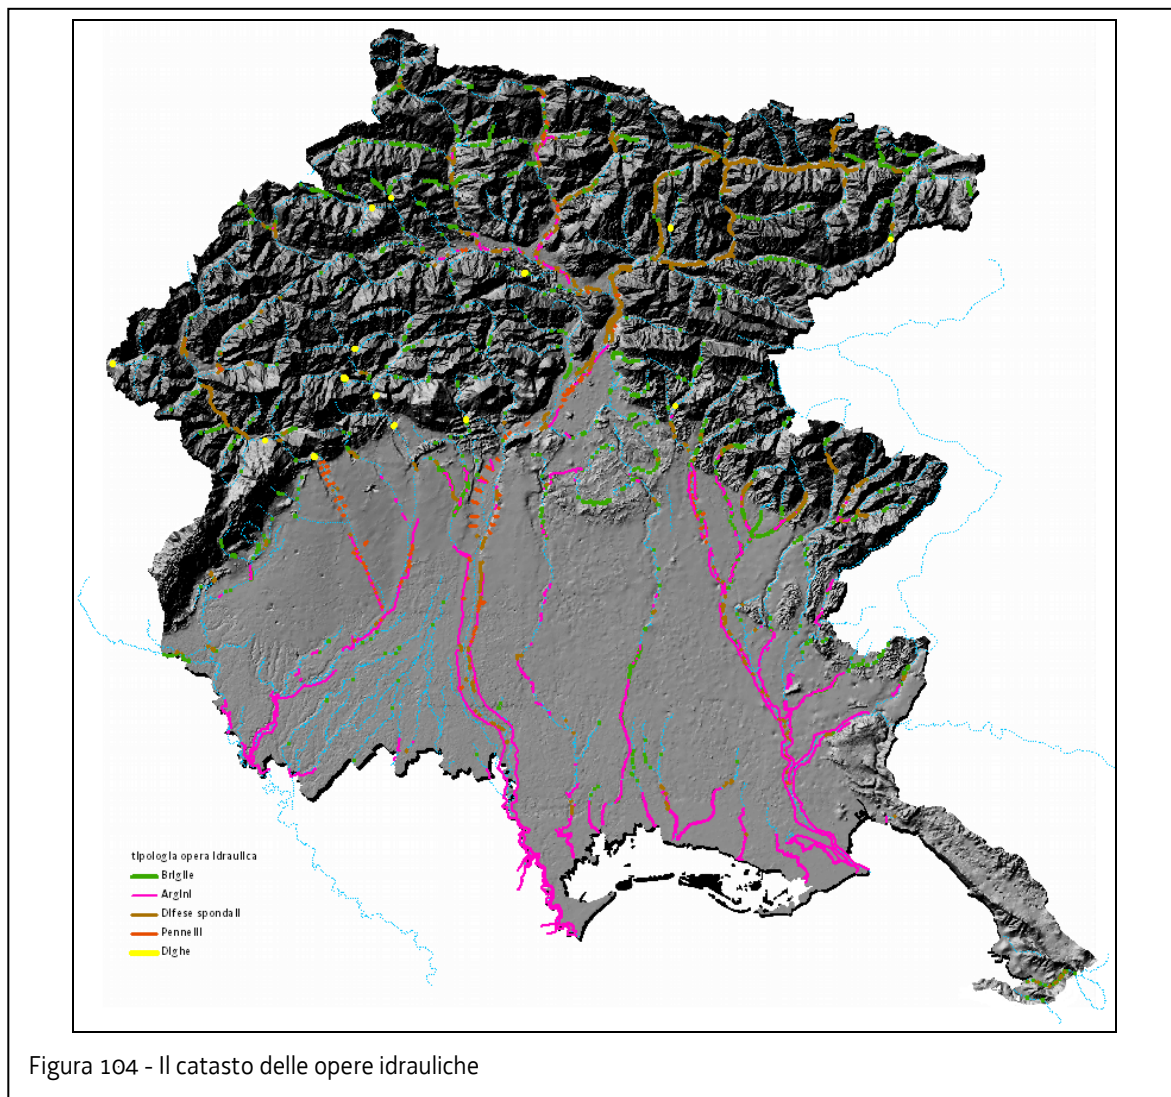 tipologia opera idraulica
Briglie
Argini
Difese spondali
Pennelli
Dighe
Figura 104 - Il catasto delle opere idrauliche